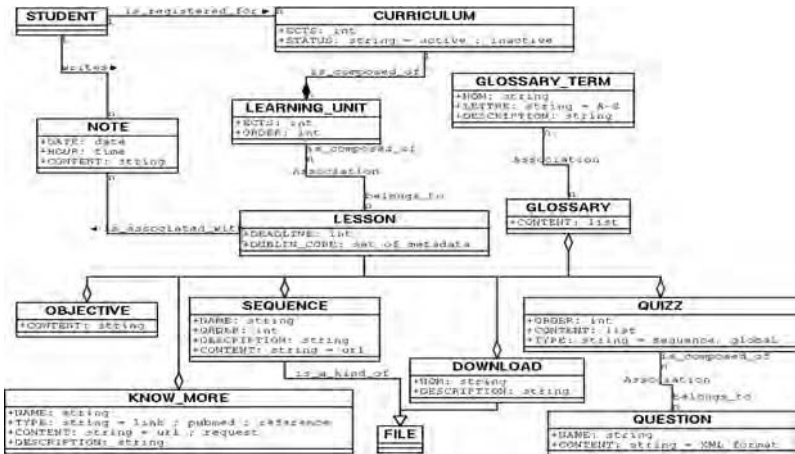 STUDENT
is_registered_for
n
n
CURRICULUM
+ECTS: int
+STATUS: string = active ; inactive
n
n
writes
is_composed_of
n
NOTE
+DATE: date
+HOUR: time
+CONTENT: string
n
LEARNING_UNIT
+ECTS: int
+ORDER: int
is_composed_of
n
Association
belongs_to
n
GLOSSARY_TERM
+NOM: string
+LETTRE: string =
+DESCRIPTION: string
n
Association
n
GLOSSARY
+CONTENT: list
is_Associated_with
LESSON
+DEADLINE: int
+DUBLIN_CORE: set of metadata
OBJECTIVE
+CONTENT: string
SEQUENCE
+NAME: string
+ORDER: int
+DESCRIPTION: string
+CONTENT: string = url
QUIZZ
+ORDER: int
+CONTENT: list
+TYPE: string = sequence, global
is_composed_of
n
Association
belongs_to
n
is_a_kind_of
DOWNLOAD
+NOM: string
+DESCRIPTION: string
KNOW_MORE
+NAME: string
+TYPE: string = link ; pubmed ; reference
+CONTENT: string = url ; request
+DESCRIPTION: string
FILE
QUESTION
+NAME: string
+CONTENT: string = XML format